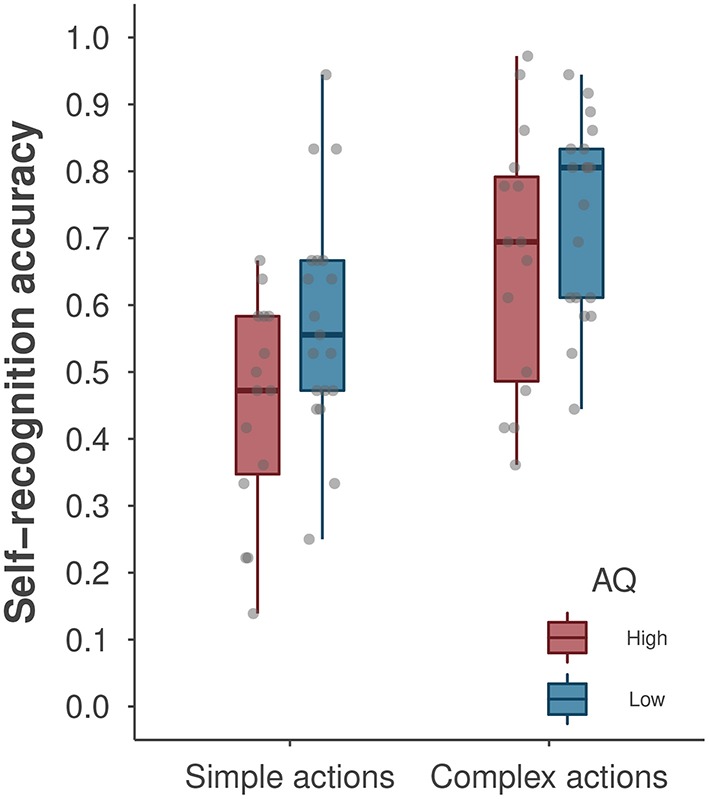 Self-recognition accuracy
1.0
0.9
0.8
0.7
0.6
0.5
0.4
0.3
0.2
0.1
0.0
AQ
High
Low
Simple actions
Complex actions